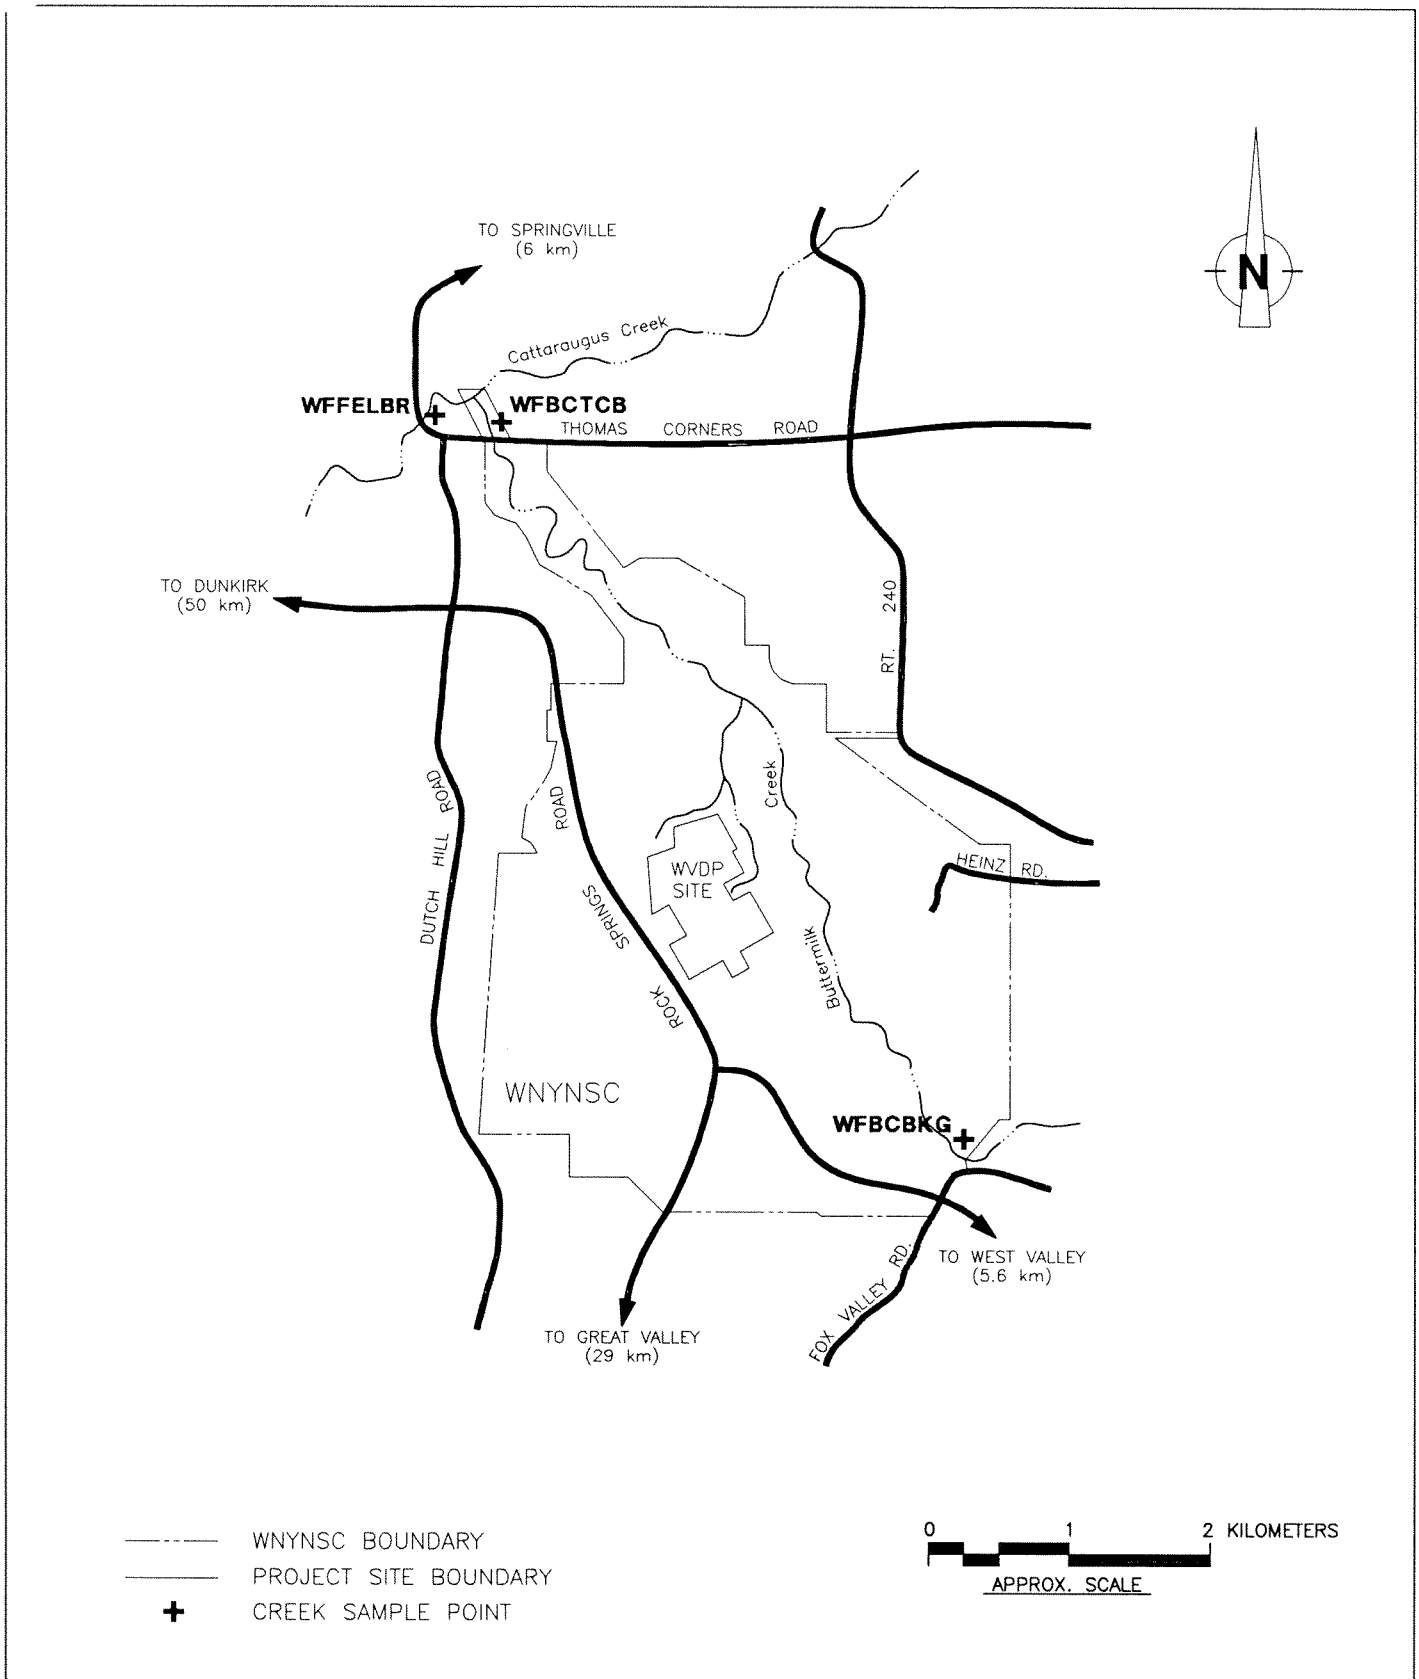 TO SPRINGVILLE
(6 km)
N
Cattaraugus Creek
WFFELBR
WFBCTCB
THOMAS CORNERS ROAD
TO DUNKIRK
(50 km)
RT. 240
DUTCH HILL ROAD
ROCK SPRINGS ROAD
Buttermilk Creek
WVDP
SITE
HEINZ RD.
WNYNSC
WFBCBKG
TO WEST VALLEY
(5.6 km)
FOX VALLEY RD.
TO GREAT VALLEY
(29 km)
WNYNSC BOUNDARY
PROJECT SITE BOUNDARY
CREEK SAMPLE POINT
0 1 2 KILOMETERS
APPROX. SCALE